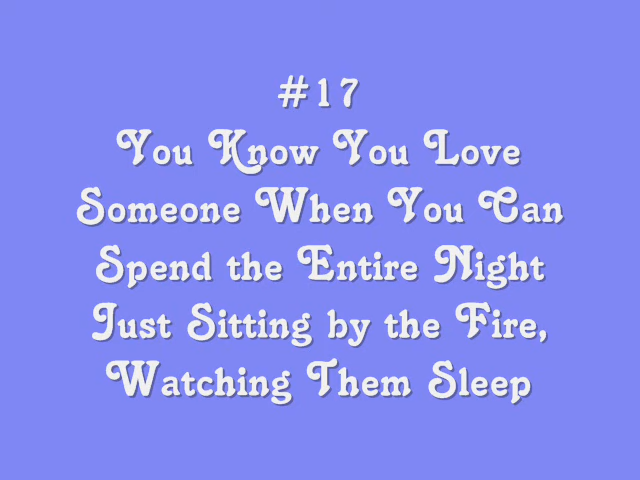 #17
You Know You Love
Someone When You Can
Spend the Entire Night
Just Sitting by the Fire,
Watching Them Sleep